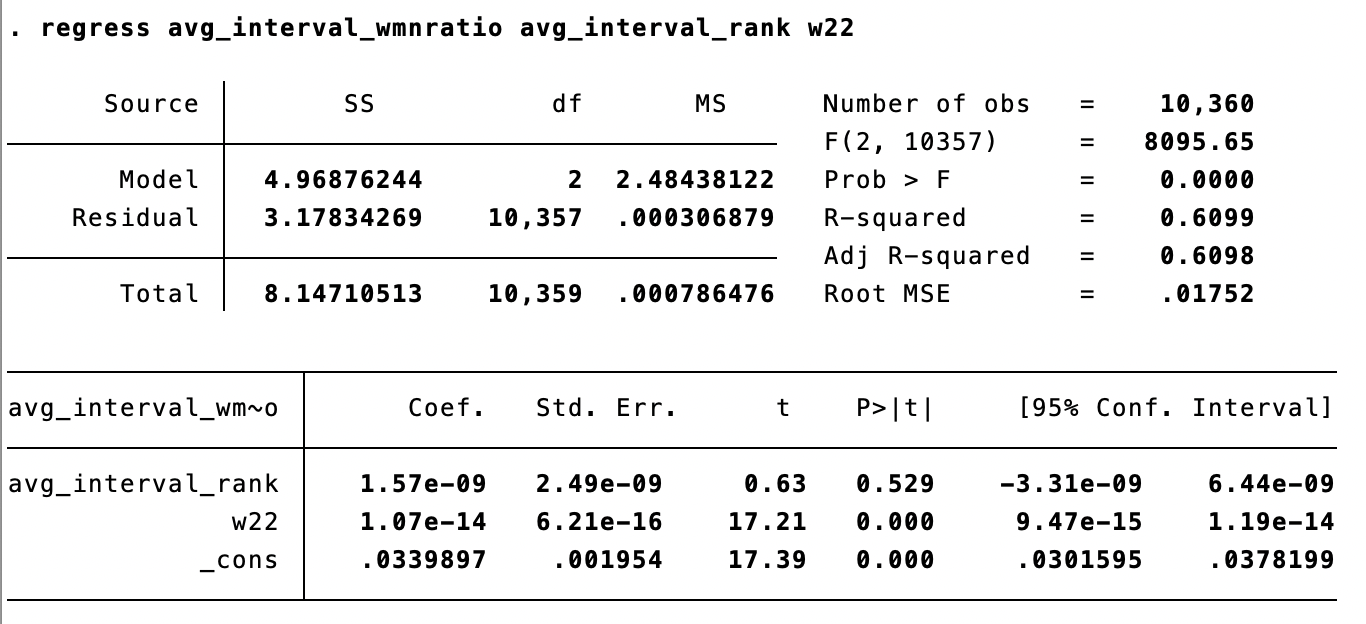 . regress avg_interval_wmnratio avg_interval_rank w22
Source SS df MS Number of obs = 10,360
F(2, 10357) = 8095.65
Model 4.96876244 2 2.48438122 Prob > F = 0.0000
Residual 3.17834269 10,357 .000306879 R-squared = 0.6099
Adj R-squared = 0.6098
Total 8.14710513 10,359 .000786476 Root MSE = .01752
avg_interval_wm~o Coef. Std. Err. t P>|t| [95% Conf. Interval]
avg_interval_rank 1.57e-09 2.49e-09 0.63 0.529 -3.31e-09 6.44e-09
w22 1.07e-14 6.21e-16 17.21 0.000 9.47e-15 1.19e-14
_cons .0339897 .001954 17.39 0.000 .0301595 .0378199